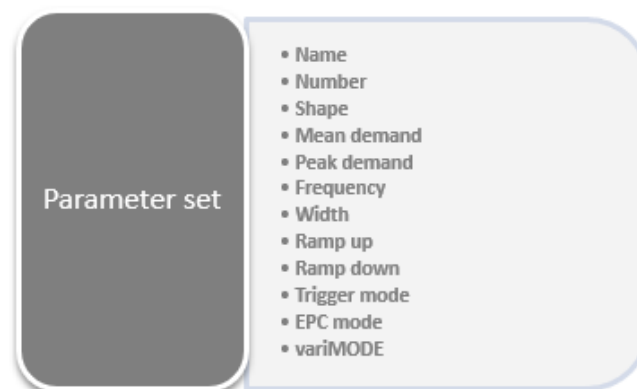 Parameter set
• Name
• Number
• Shape
• Mean demand
• Peak demand
• Frequency
• Width
• Ramp up
• Ramp down
• Trigger mode
• EPC mode
• variMODE